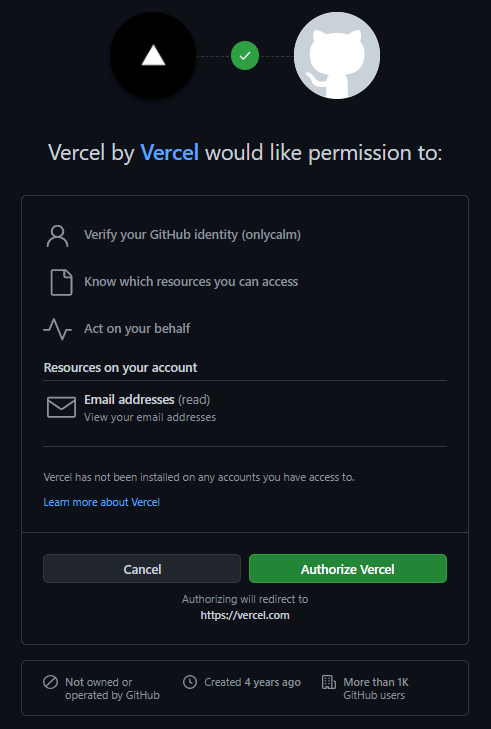 Vercel by Vercel would like permission to:
Verify your GitHub identity (onlycalm)
Know which resources you can access
Act on your behalf
Resources on your account
Email addresses (read)
View your email addresses
Vercel has not been installed on any accounts you have access to.
Learn more about Vercel
Cancel
Authorize Vercel
Authorizing will redirect to
https://vercel.com
Not owned or
operated by GitHub
Created 4 years ago
More than 1K
GitHub users